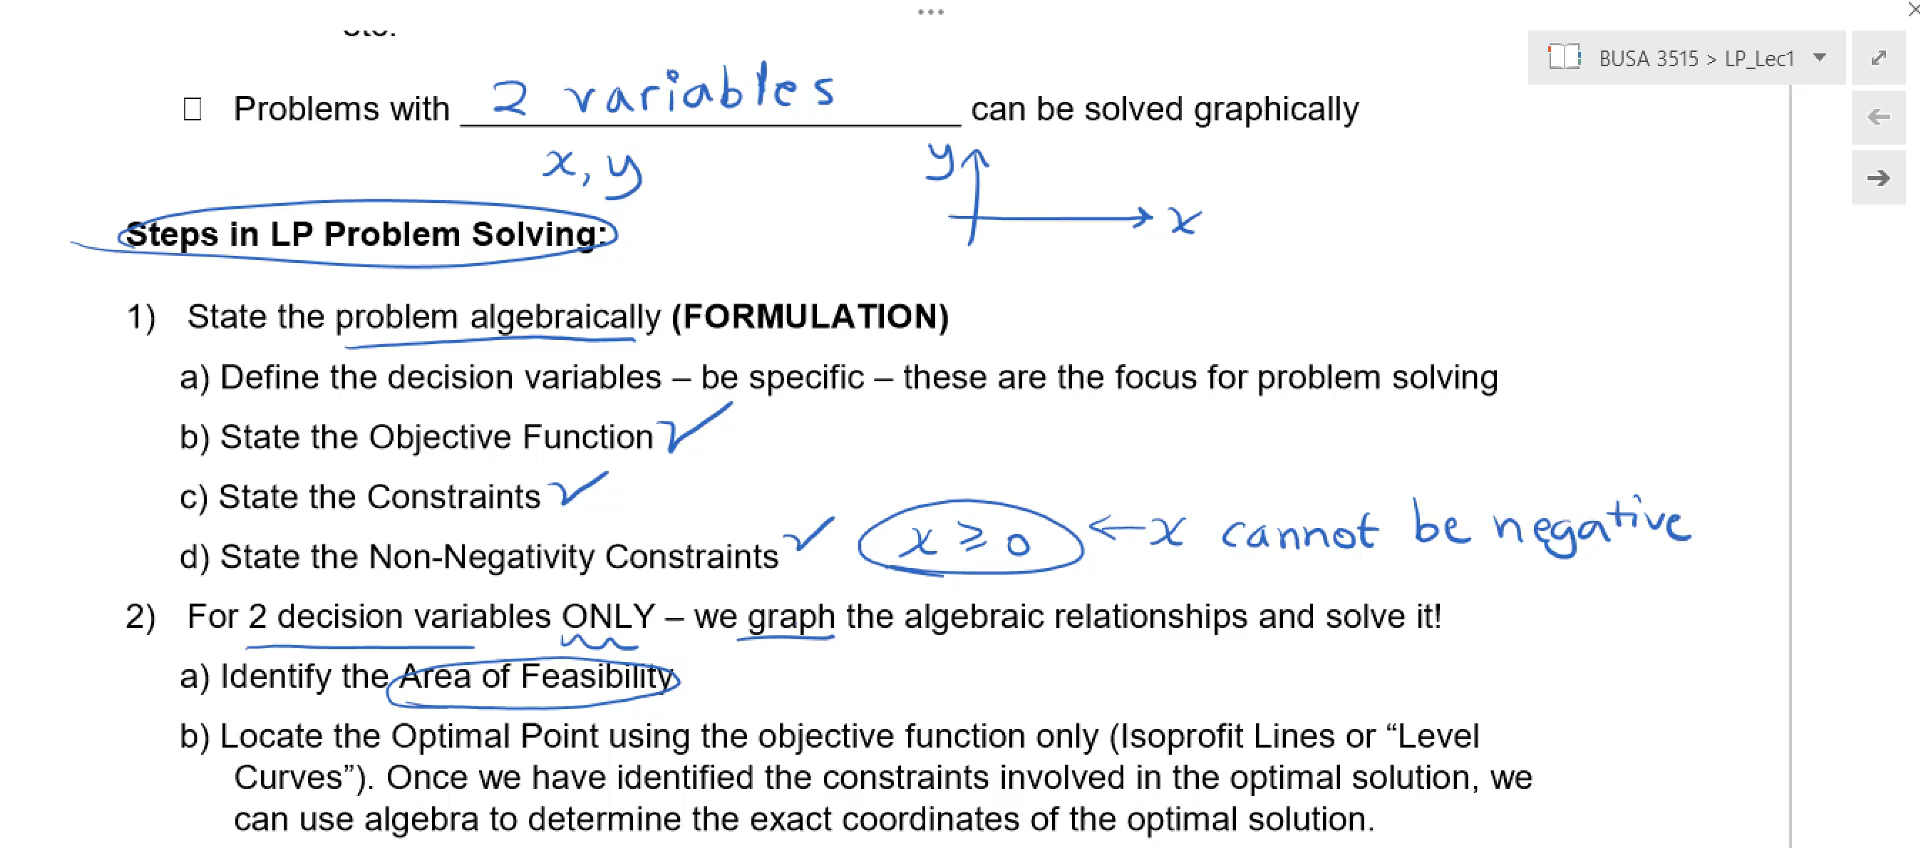 BUSA 3515 > LP_Lec1
Problems with 2 variables can be solved graphically
x, y
y
x
Steps in LP Problem Solving:
1) State the problem algebraically (FORMULATION)
a) Define the decision variables – be specific – these are the focus for problem solving
b) State the Objective Function
c) State the Constraints
d) State the Non-Negativity Constraints x ≥ 0 ← x cannot be negative
2) For 2 decision variables ONLY – we graph the algebraic relationships and solve it!
a) Identify the Area of Feasibility
b) Locate the Optimal Point using the objective function only (Isoprofit Lines or “Level
Curves”). Once we have identified the constraints involved in the optimal solution, we
can use algebra to determine the exact coordinates of the optimal solution.